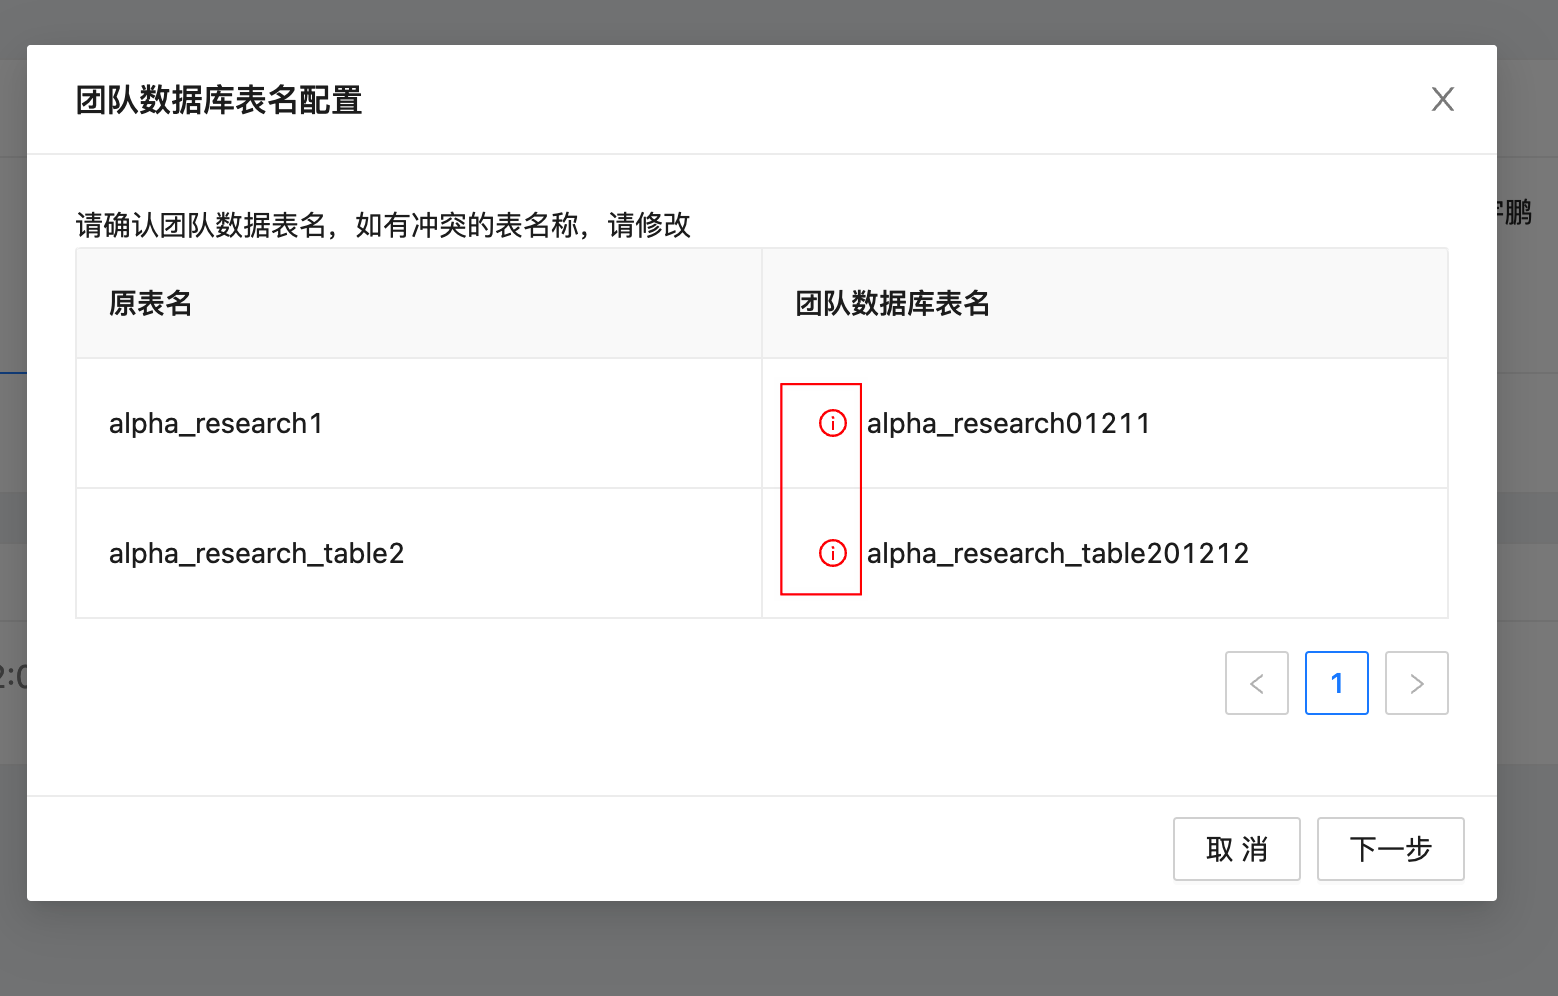 团队数据库表名配置
请确认团队数据表名，如有冲突的表名称，请修改
原表名
团队数据库表名
alpha_research1
alpha_research01211
alpha_research_table2
alpha_research_table201212
1
取 消
下一步
鹏